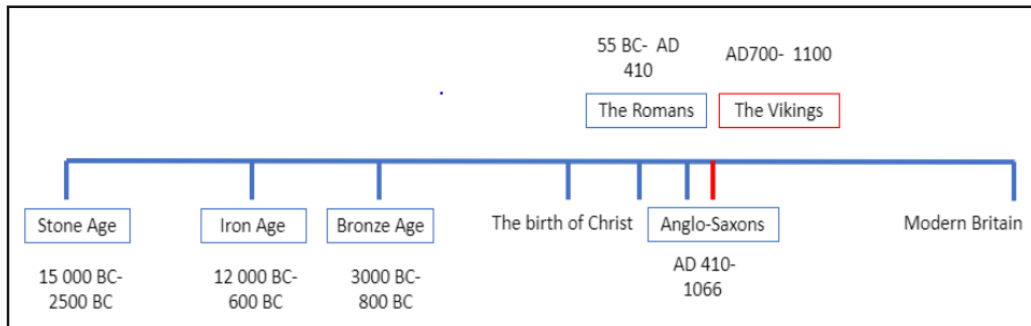 55 BC- AD
410
AD700- 1100
The Romans
The Vikings
Stone Age
Iron Age
Bronze Age
The birth of Christ
Anglo-Saxons
Modern Britain
15 000 BC-
2500 BC
12 000 BC-
600 BC
3000 BC-
800 BC
AD 410-
1066